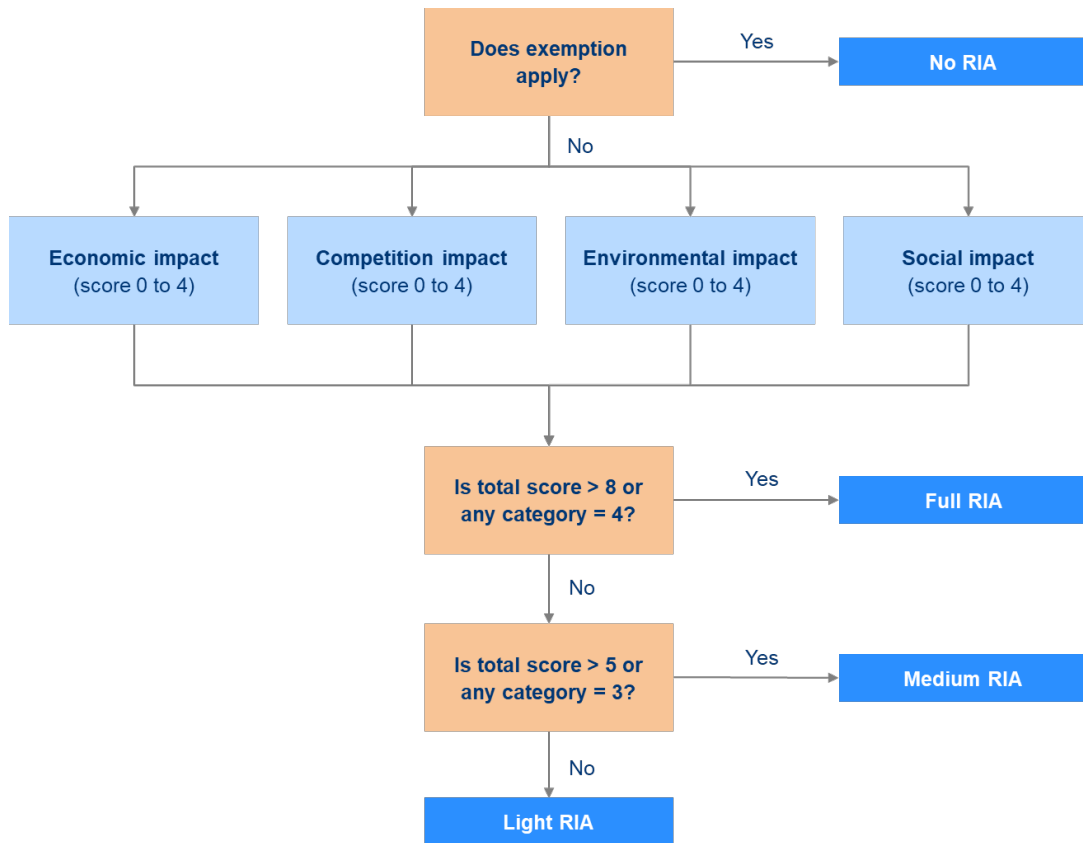 Does exemption
apply?
Yes
No RIA
No
Economic impact
(score 0 to 4)
Competition impact
(score 0 to 4)
Environmental impact
(score 0 to 4)
Social impact
(score 0 to 4)
Is total score > 8 or
any category = 4?
Yes
Full RIA
No
Is total score > 5 or
any category = 3?
Yes
Medium RIA
No
Light RIA